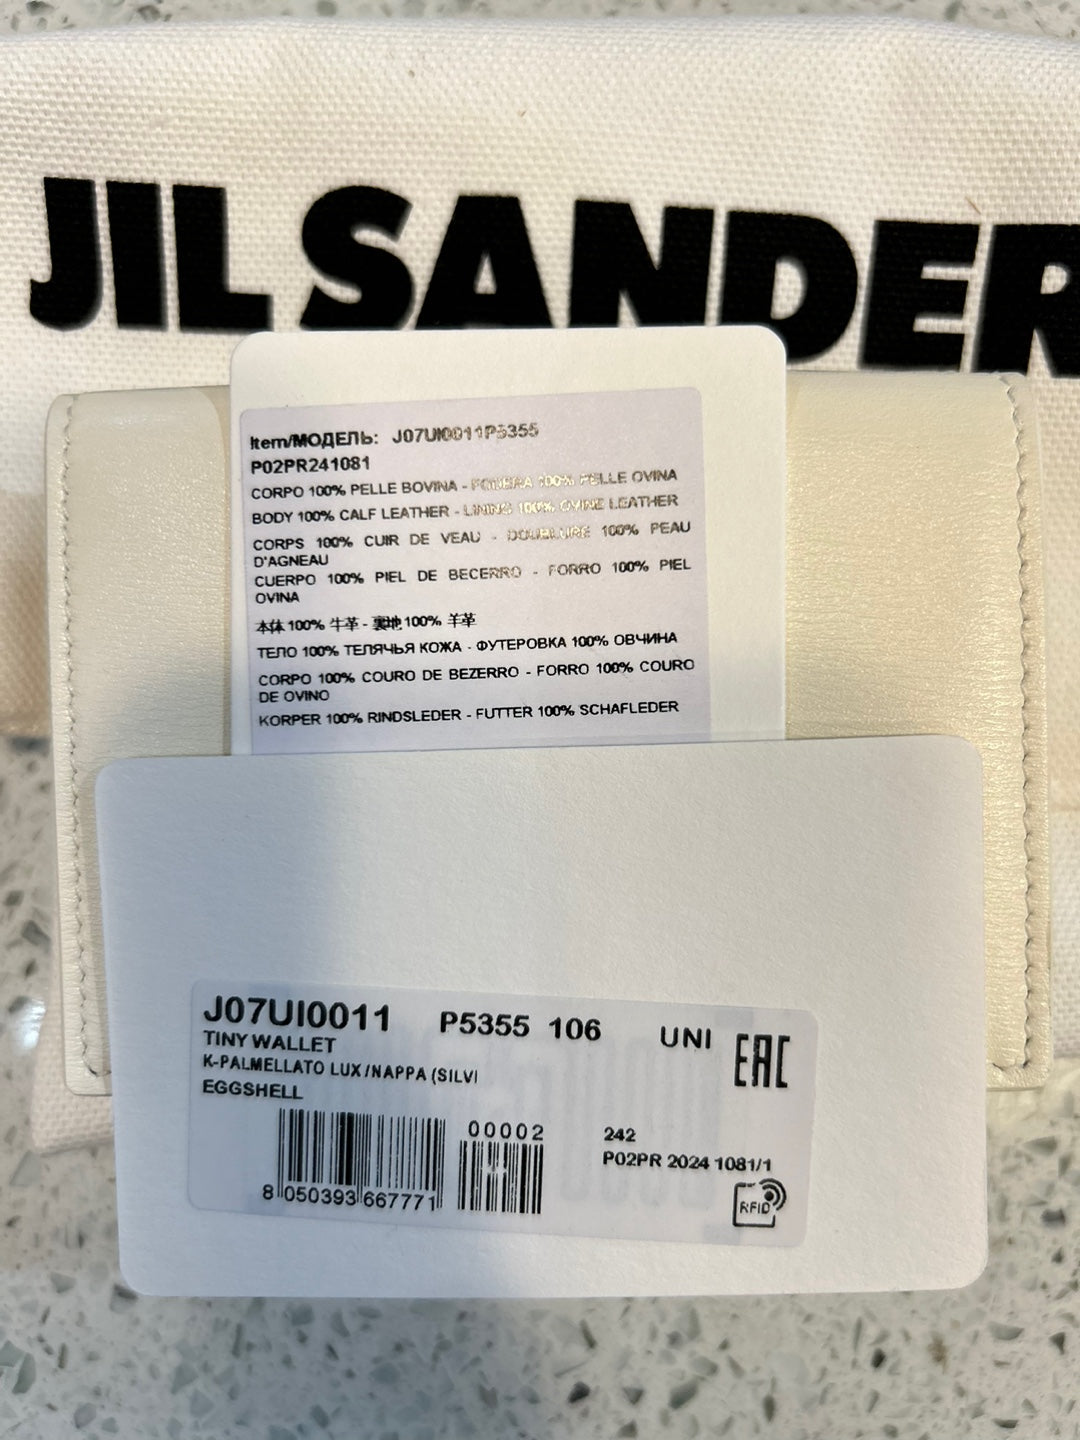 JIL SANDER
Item/МОДЕЛЬ: J07UI0011P5355
P02PR241081
CORPO 100% PELLE BOVINA - FODERA 100% PELLE OVINA
BODY 100% CALF LEATHER - LINING 100% OVINE LEATHER
CORPS 100% CUIR DE VEAU - DOUBLURE 100% PEAU
D'AGNEAU
CUERPO 100% PIEL DE BECERRO - FORRO 100% PIEL
OVINA
本体 100% 牛革 - 裏地 100% 羊革
ТЕЛО 100% ТЕЛЯЧЬЯ КОЖА - ФУТЕРОВКА 100% ОВЧИНА
CORPO 100% COURO DE BEZERRO - FORRO 100% COURO
DE OVINO
KORPER 100% RINDSLEDER - FUTTER 100% SCHAFLEDER
J07UI0011 P5355 106 UNI EAC
TINY WALLET
K-PALMELLATO LUX/NAPPA (SILVI
EGGSHELL
00002
8 050393 667771
242
P02PR 2024 1081/1
RFID